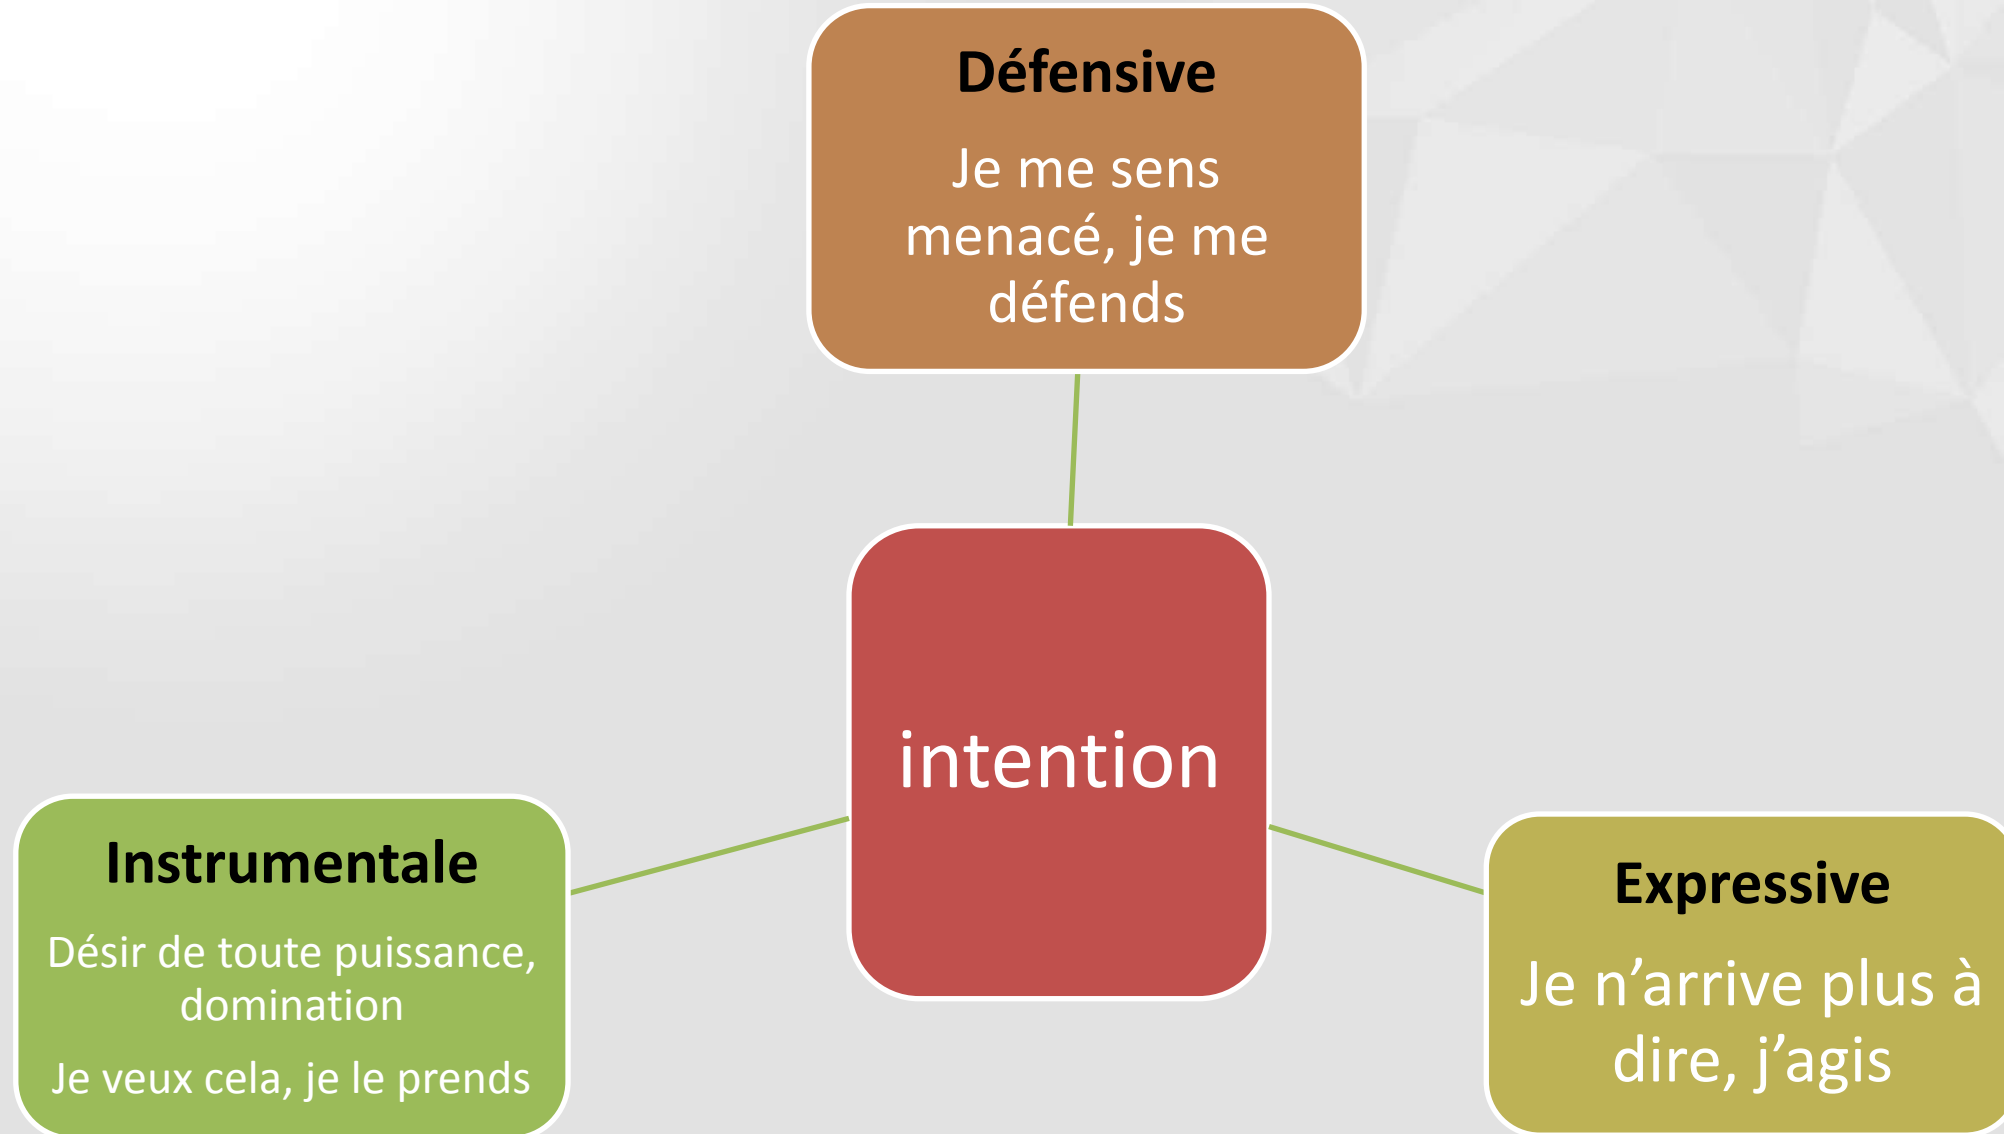 Défensive
Je me sens
menacé, je me
défends
intention
Instrumentale
Désir de toute puissance,
domination
Je veux cela, je le prends
Expressive
Je n’arrive plus à
dire, j’agis